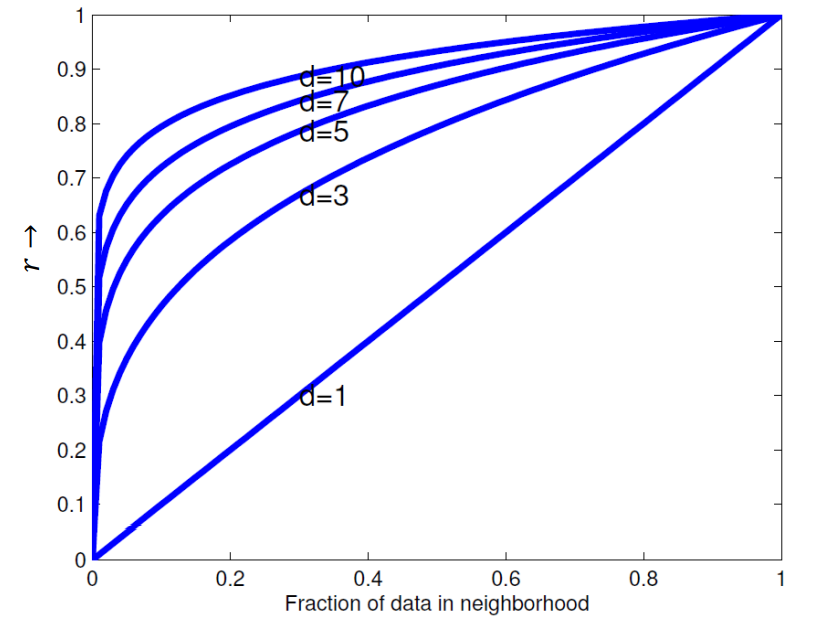 1
0.9
0.8
0.7
0.6
0.5
0.4
0.3
0.2
0.1
0
r →
d=10
d=7
d=5
d=3
d=1
0 0.2 0.4 0.6 0.8 1
Fraction of data in neighborhood